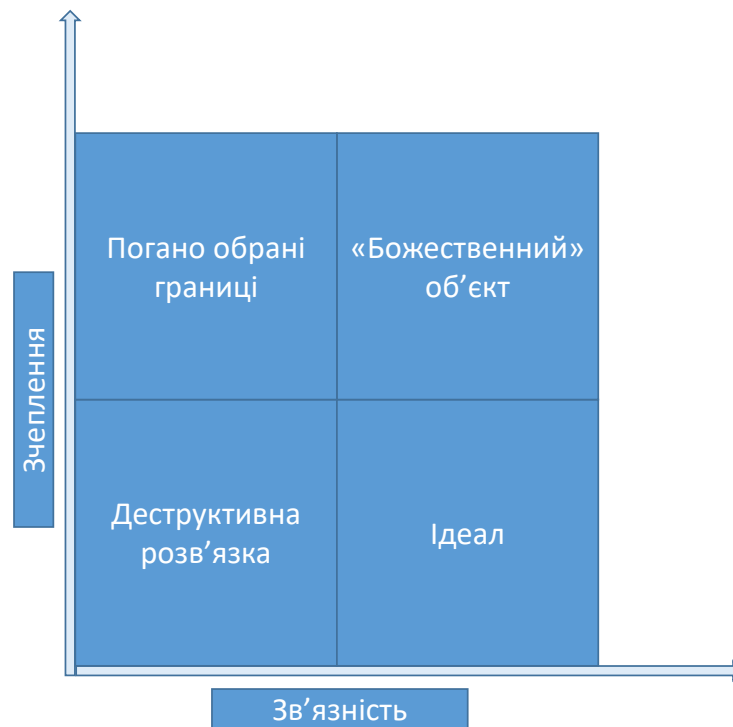 Погано обрані
границі
«Божественний»
об’єкт
Зчеплення
Деструктивна
розв’язка
Ідеал
Зв’язність